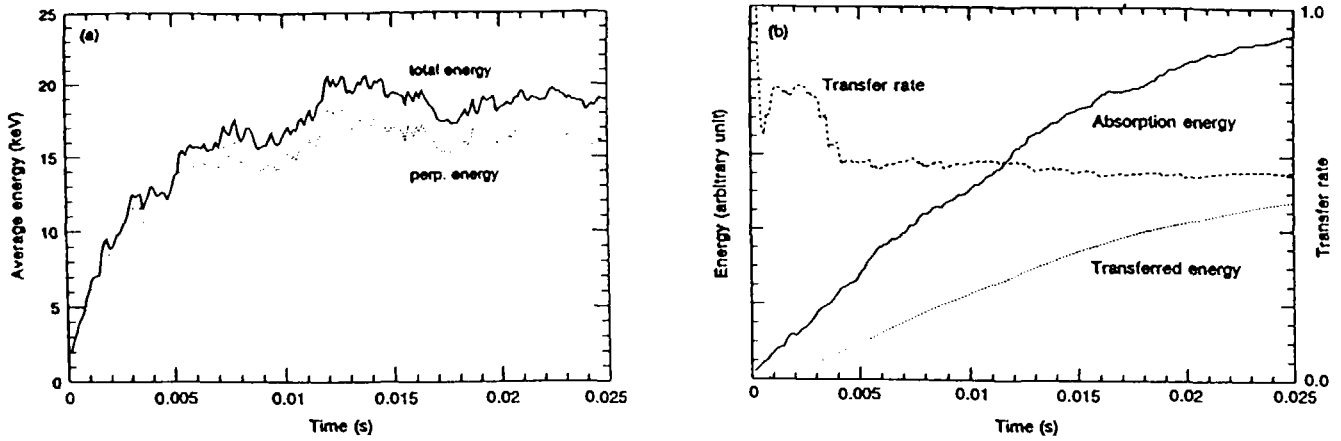 (a)
total energy
perp. energy
Average energy (keV)
25
20
15
10
5
0
0
0.005
0.01
0.015
0.02
0.025
Time (s)
(b)
Transfer rate
Absorption energy
Transferred energy
Energy (arbitrary unit)
1.0
0.0
Transfer rate
0
0.005
0.01
0.015
0.02
0.025
Time (s)